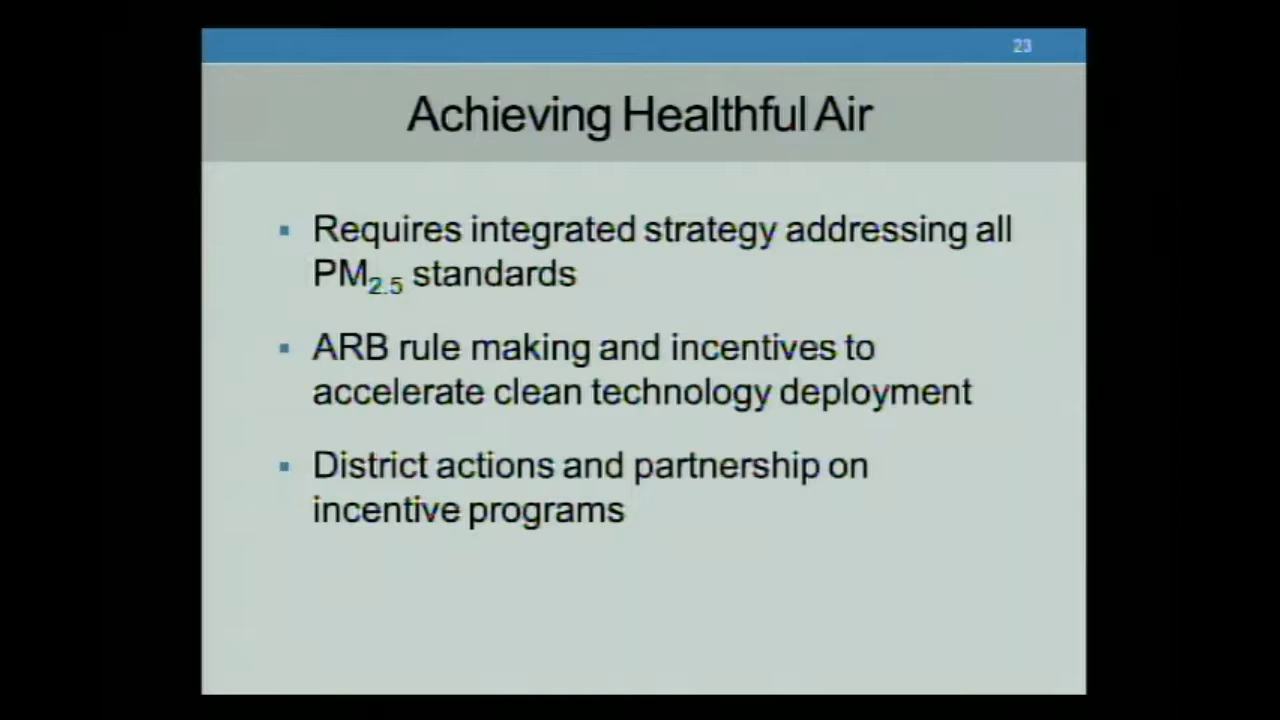 23
Achieving Healthful Air
▪ Requires integrated strategy addressing all
PM2.5 standards
▪ ARB rule making and incentives to
accelerate clean technology deployment
▪ District actions and partnership on
incentive programs